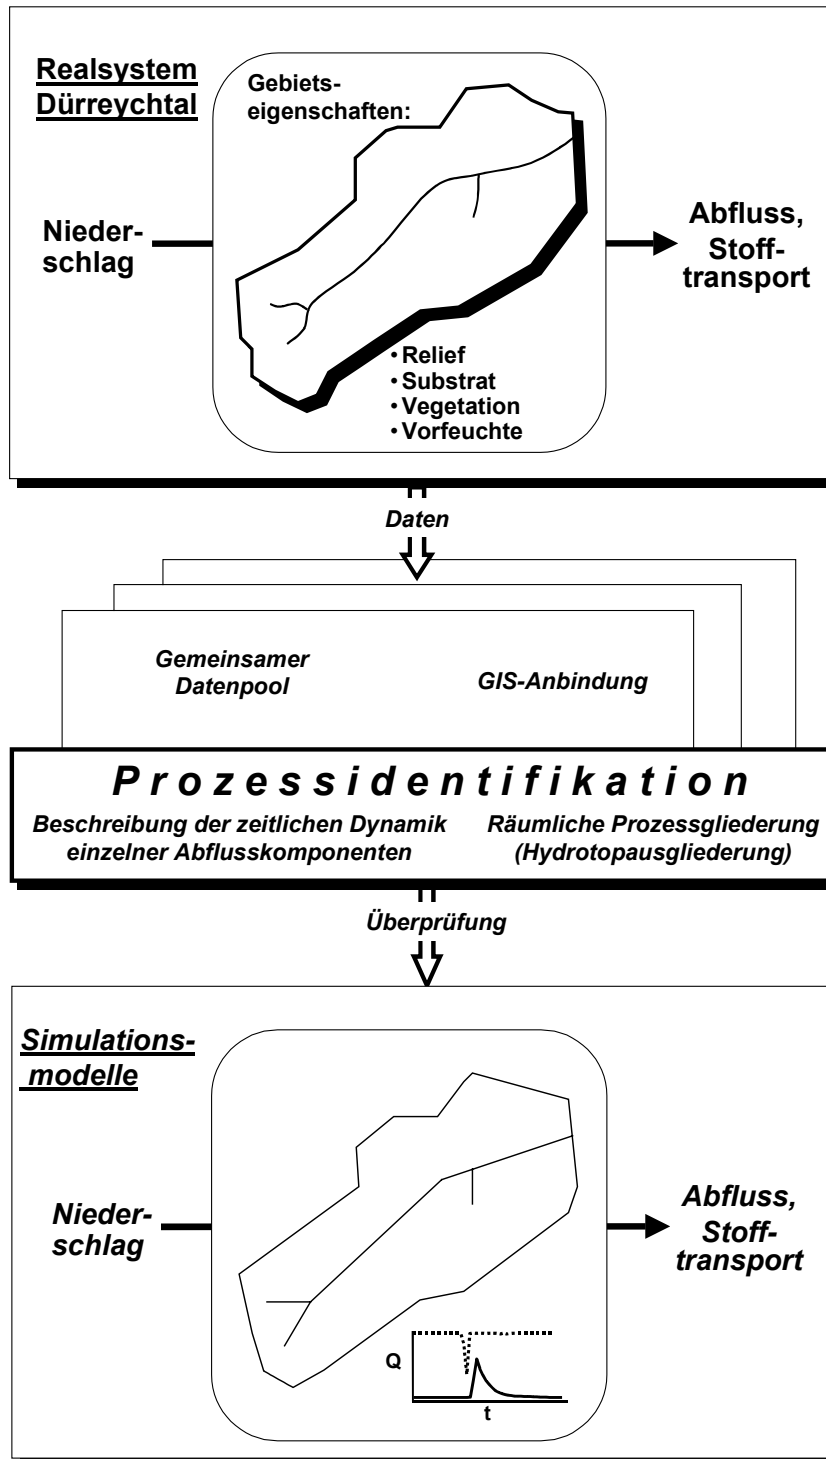 Realsystem
Dürreychtal
Gebiets-
eigenschaften:
Nieder-
schlag
Abfluss,
Stoff-
transport
• Relief
• Substrat
• Vegetation
• Vorfeuchte
Daten
Gemeinsamer
Datenpool
GIS-Anbindung
Prozessidentifikation
Beschreibung der zeitlichen Dynamik
einzelner Abflusskomponenten
Räumliche Prozessgliederung
(Hydrotopausgliederung)
Überprüfung
Simulations-
modelle
Nieder-
schlag
Abfluss,
Stoff-
transport
Q
t